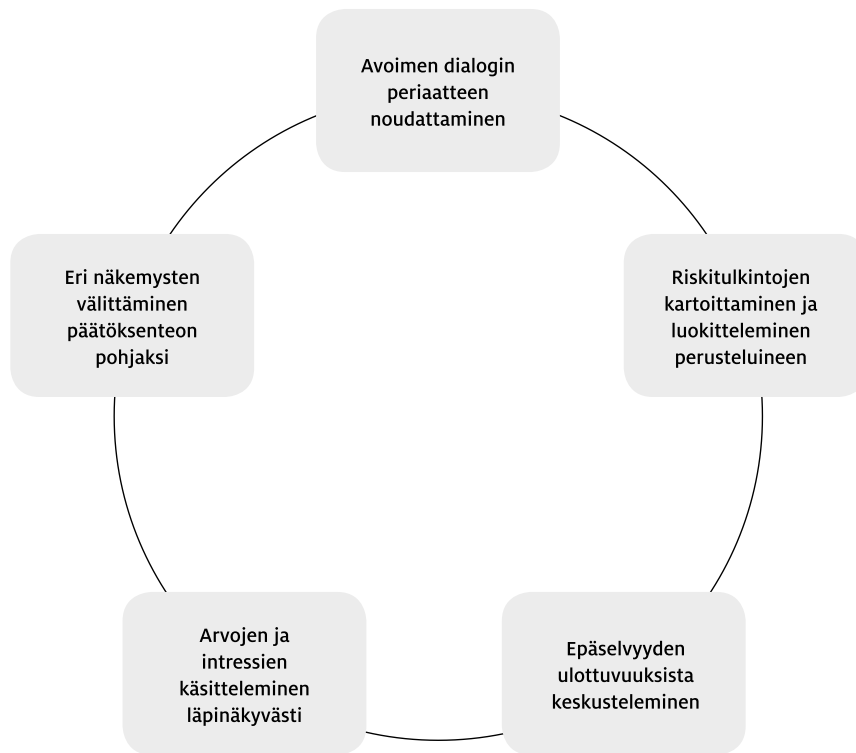 Avoimen dialogin
periaatteen
noudattaminen
Riskitulkintojen
kartoittaminen ja
luokitteleminen
perusteluineen
Epäselvyyden
ulottuvuuksista
keskusteleminen
Arvojen ja
intressien
käsitteleminen
läpinäkyvästi
Eri näkemysten
välittäminen
päätöksenteon
pohjaksi